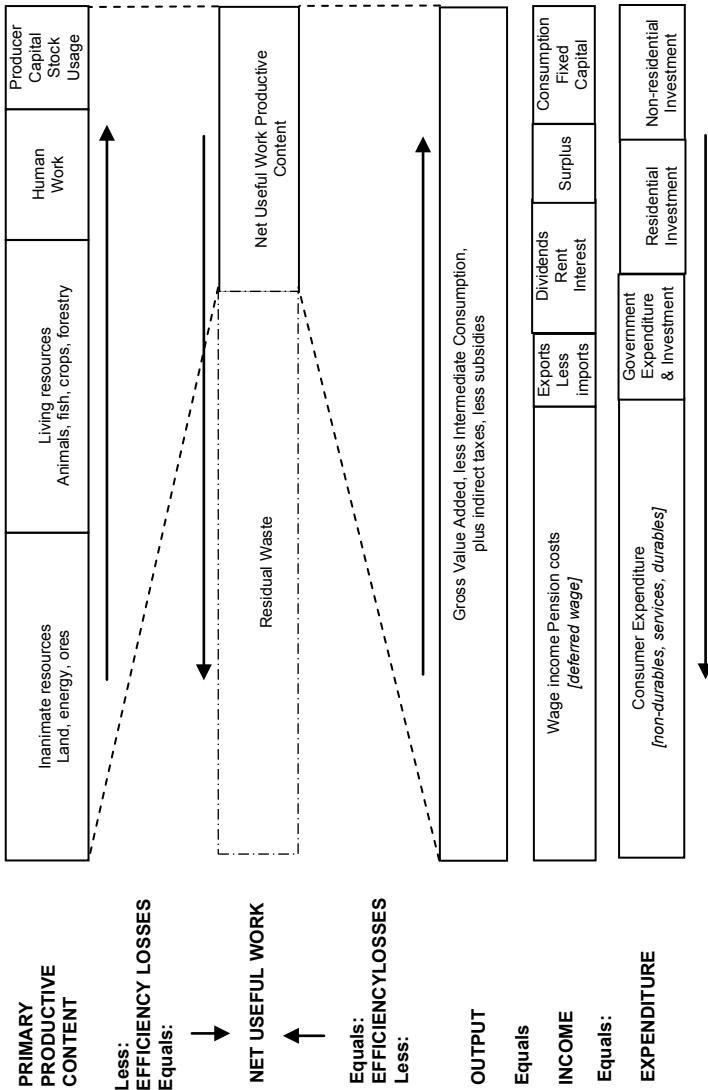 PRIMARY
PRODUCTIVE
CONTENT
Inanimate resources
Land, energy, ores
Living resources
Animals, fish, crops, forestry
Human
Work
Producer
Capital
Stock
Usage
Less:
EFFICIENCY LOSSES
Equals:
NET USEFUL WORK
Residual Waste
Net Useful Work Productive
Content
Equals:
EFFICIENCYLOSSES
Less:
OUTPUT
Gross Value Added, less Intermediate Consumption,
plus indirect taxes, less subsidies
Equals
INCOME
Wage income Pension costs
[deferred wage]
Exports
Less
imports
Dividends
Rent
Interest
Surplus
Consumption
Fixed
Capital
Equals:
EXPENDITURE
Consumer Expenditure
[non-durables, services, durables]
Government
Expenditure
& Investment
Residential
Investment
Non-residential
Investment